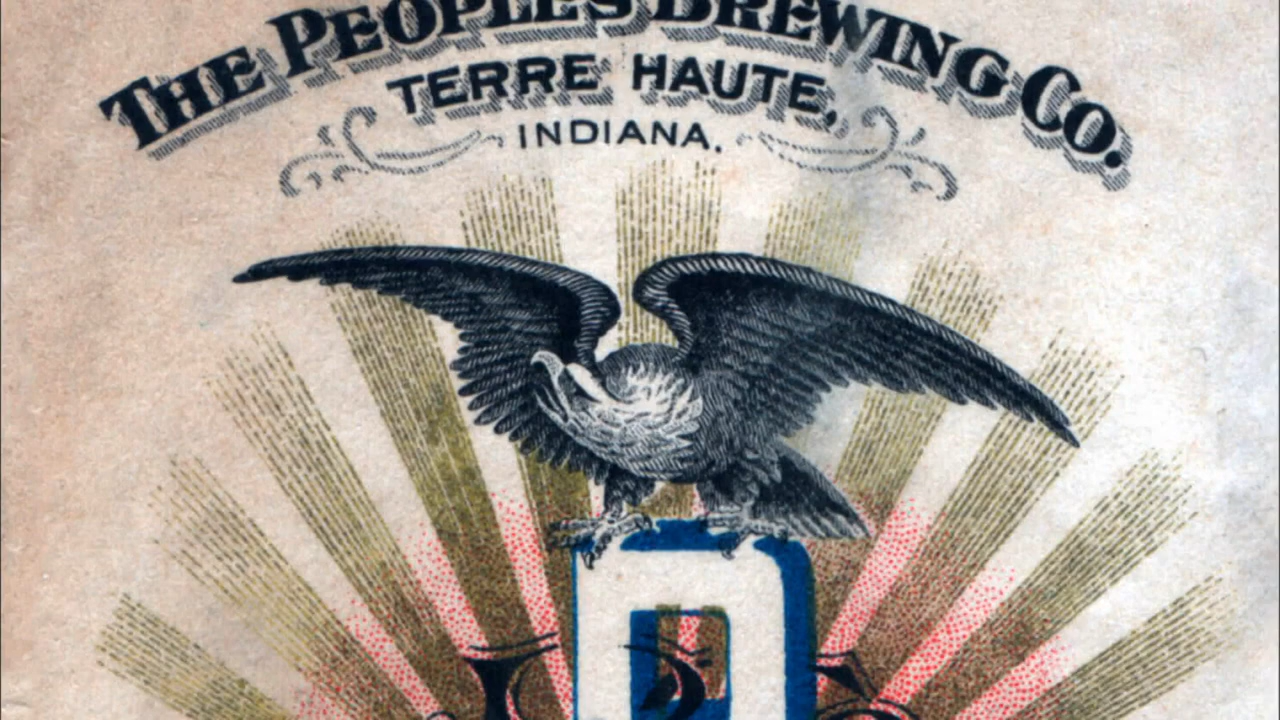 THE PEOPLES BREWING CO.
TERRE HAUTE,
INDIANA.